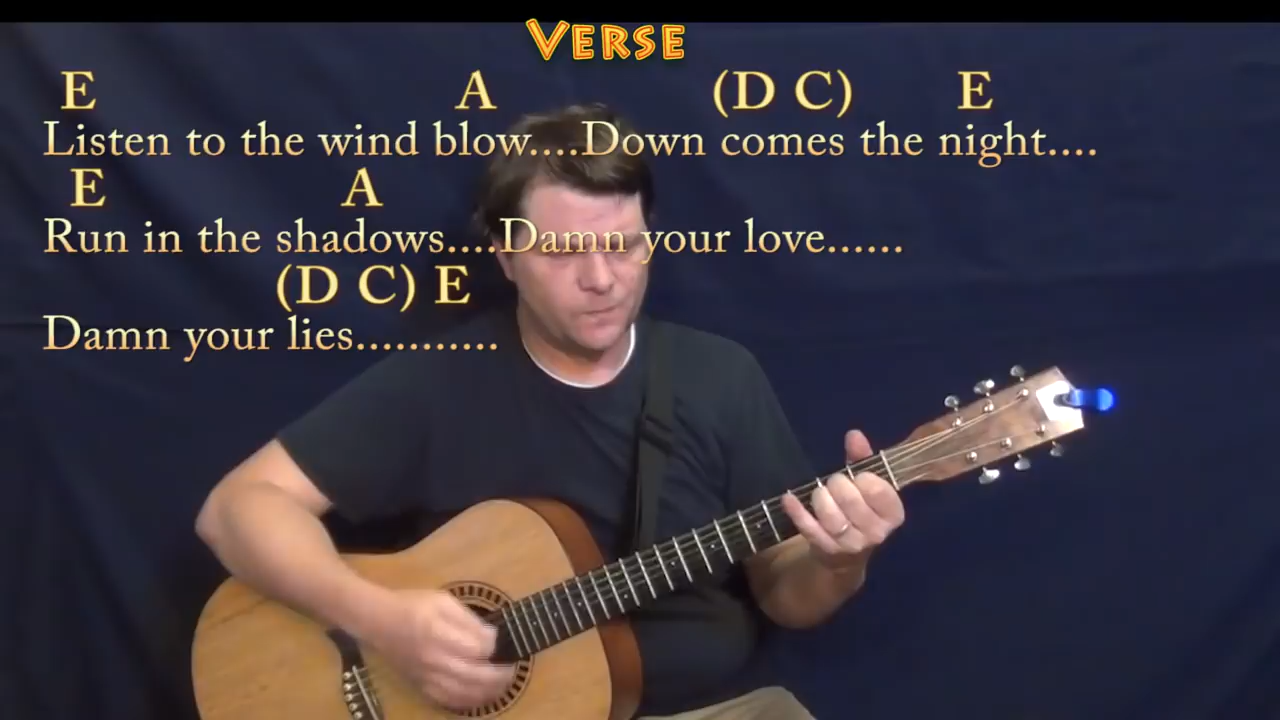 VERSE
E A (D C) E
Listen to the wind blow....Down comes the night....
E A
Run in the shadows....Damn your love......
(D C) E
Damn your lies...........